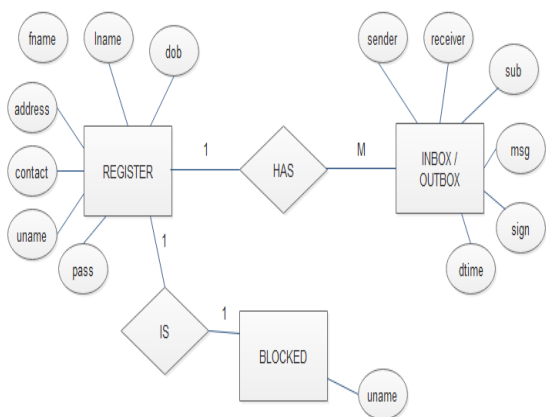 fname
lname
dob
sender
receiver
sub
address
contact
uname
pass
REGISTER
1
HAS
M
INBOX /
OUTBOX
msg
sign
dtime
1
IS
1
BLOCKED
uname